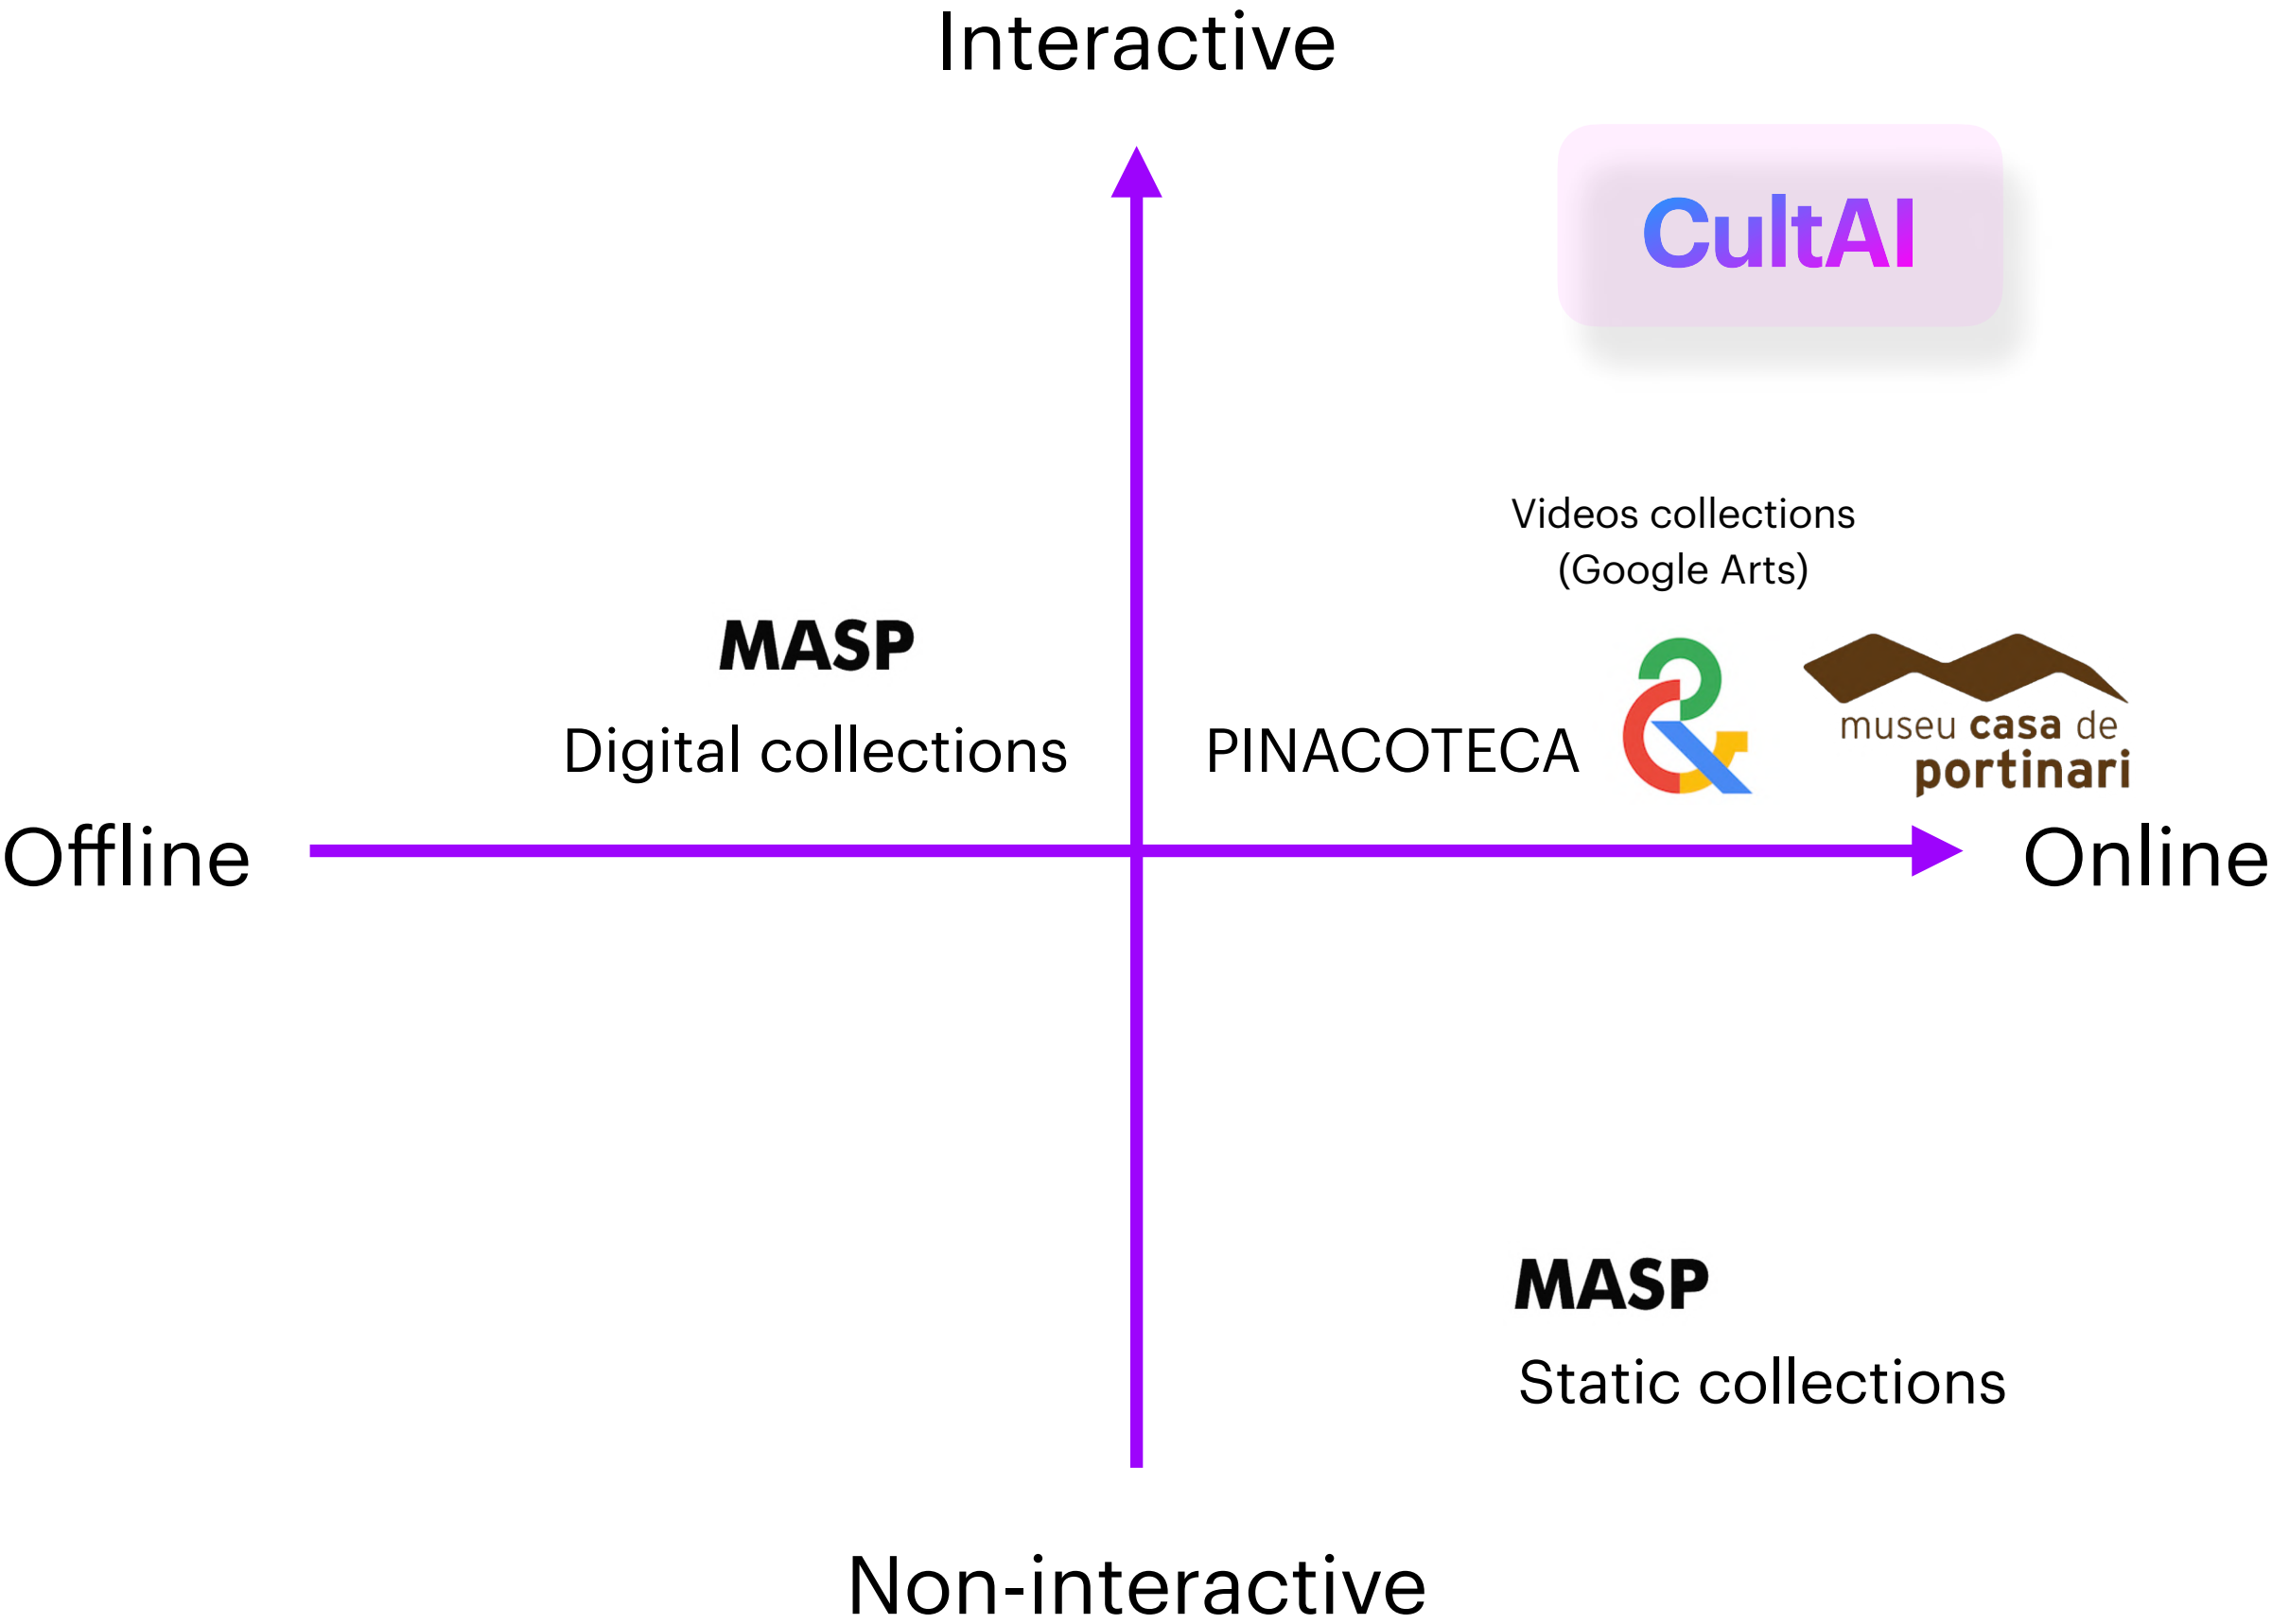 Interactive
CultAI
Videos collections
(Google Arts)
MASP
Digital collections
PINACOTECA
museu casa de
portinari
Offline
Online
MASP
Static collections
Non-interactive